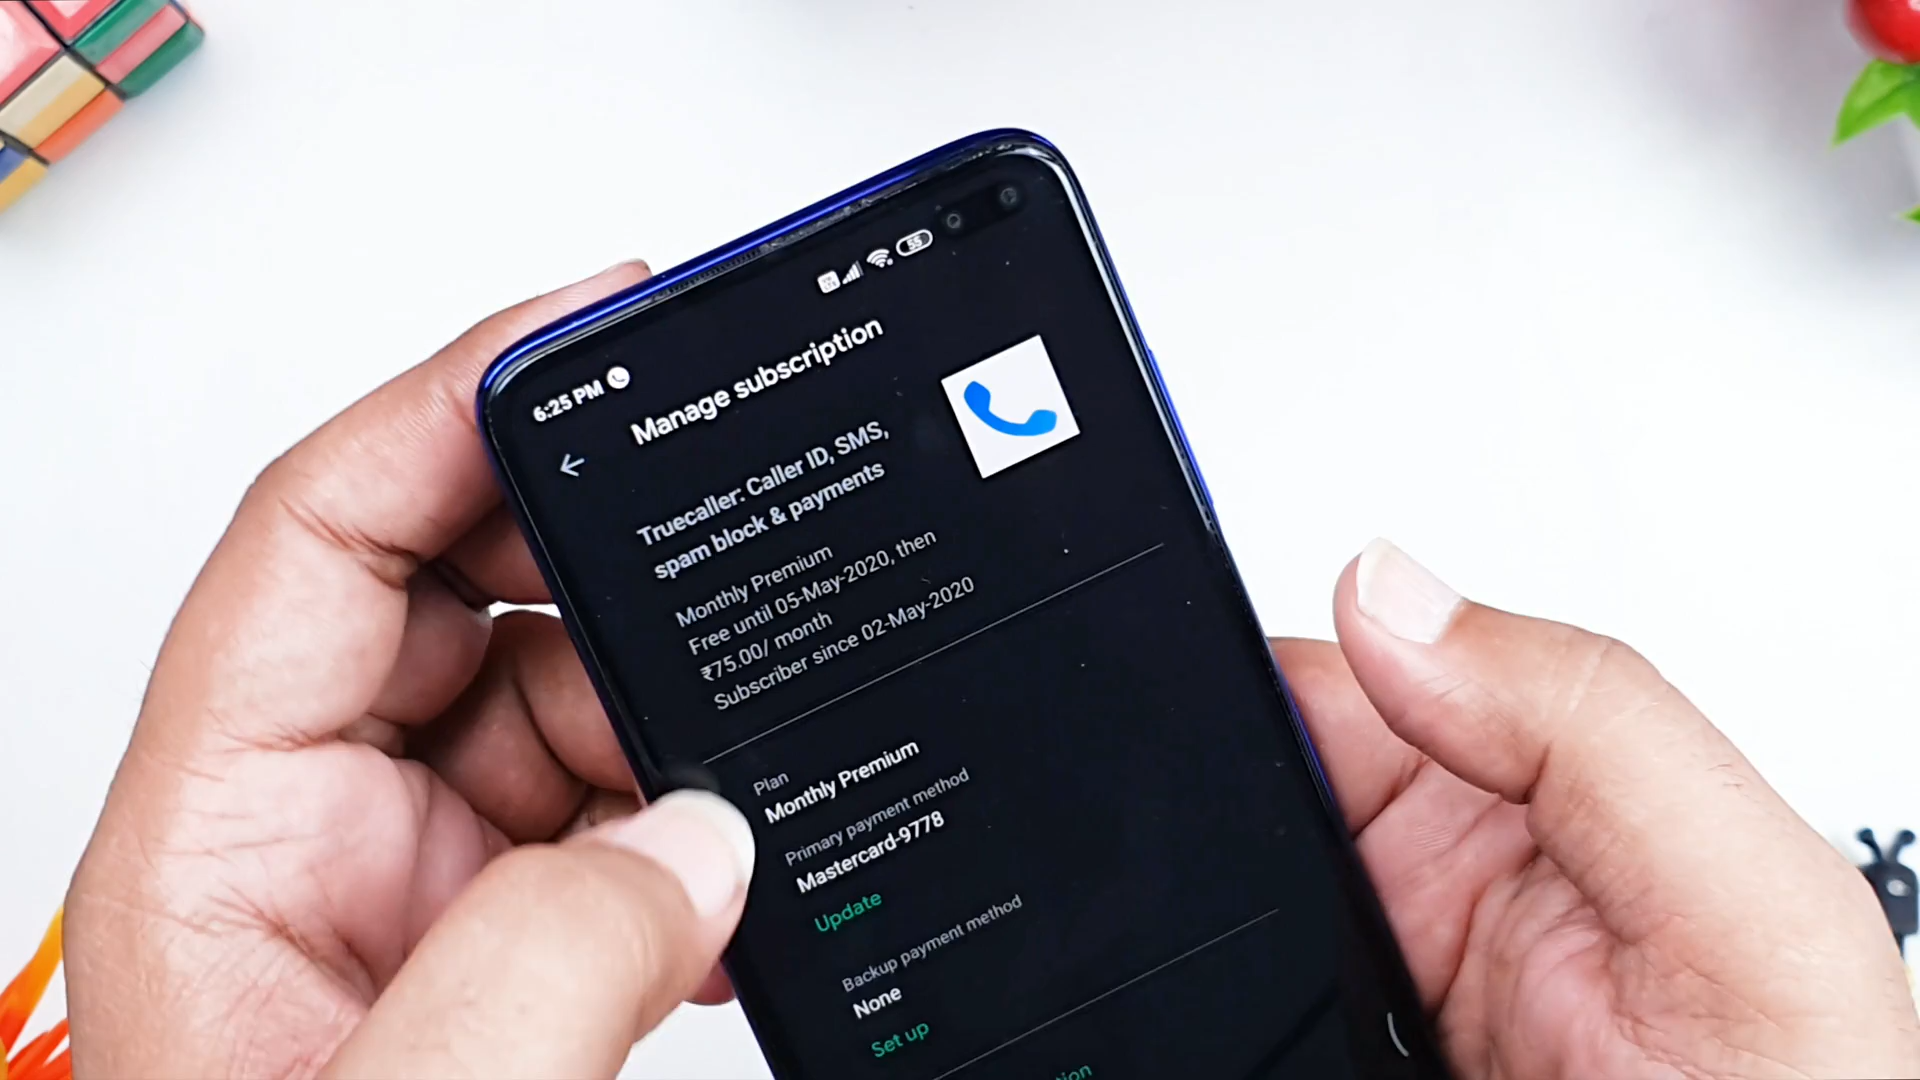 6:25 PM
55
Manage subscription
Truecaller: Caller ID, SMS,
spam block & payments
Monthly Premium
Free until 05-May-2020, then
₹75.00/ month
Subscriber since 02-May-2020
Plan
Monthly Premium
Primary payment method
Mastercard-9778
Update
Backup payment method
None
Set up